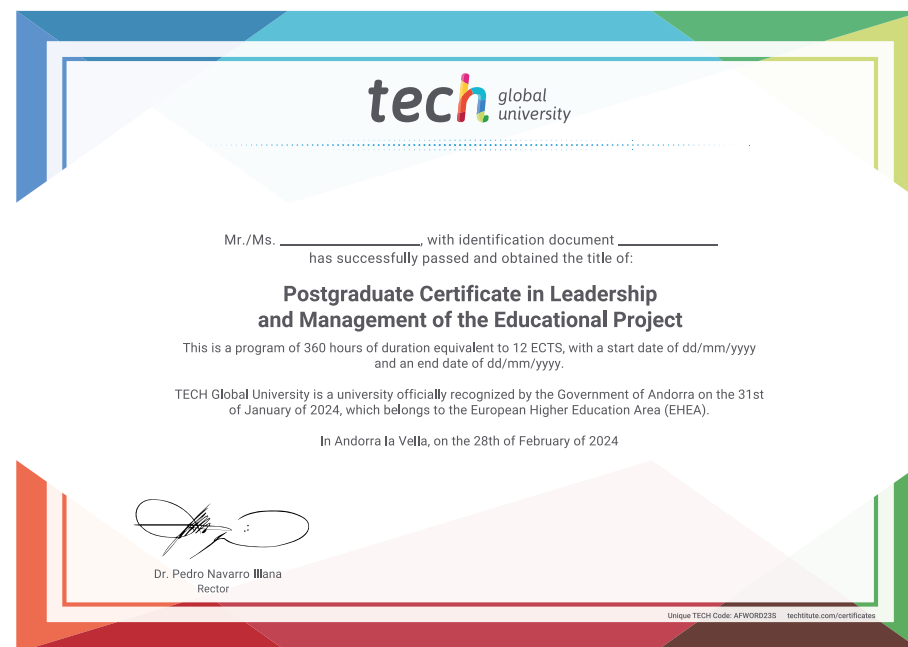 tech global
university
Mr./Ms. ____________, with identification document ____________
has successfully passed and obtained the title of:
Postgraduate Certificate in Leadership
and Management of the Educational Project
This is a program of 360 hours of duration equivalent to 12 ECTS, with a start date of dd/mm/yyyy
and an end date of dd/mm/yyyy.
TECH Global University is a university officially recognized by the Government of Andorra on the 31st
of January of 2024, which belongs to the European Higher Education Area (EHEA).
In Andorra la Vella, on the 28th of February of 2024
Dr. Pedro Navarro Illana
Rector
Unique TECH Code: AFWORD23S techtitute.com/certificates